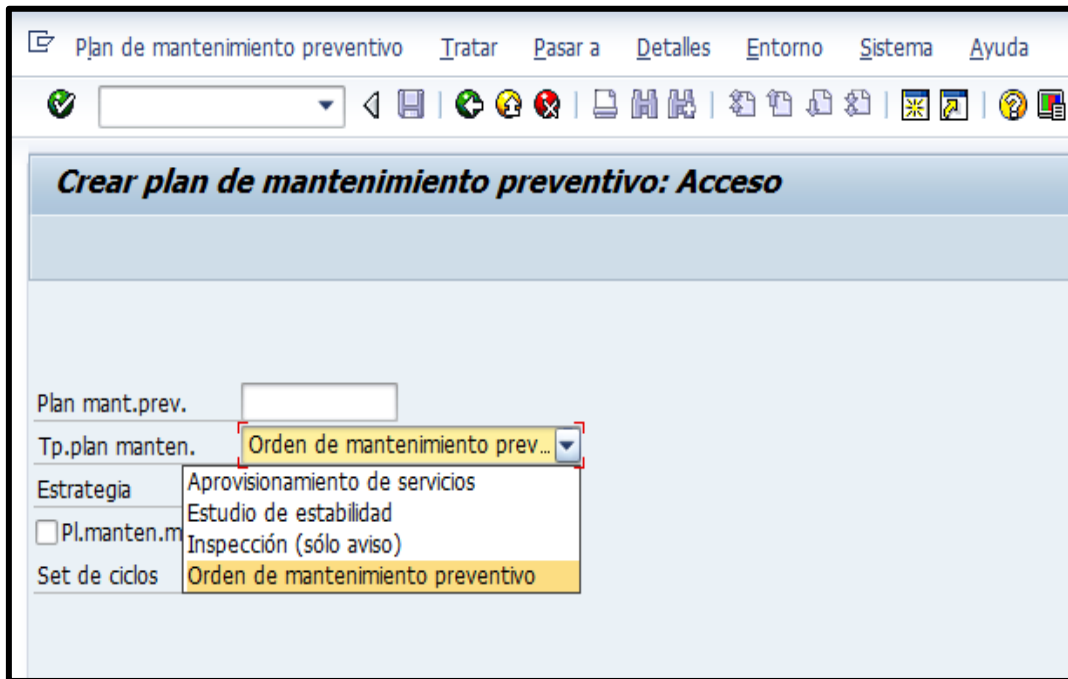 Plan de mantenimiento preventivo Tratar Pasar a Detalles Entorno Sistema Ayuda
Crear plan de mantenimiento preventivo: Acceso
Plan mant.prev.
Tp.plan manten. Orden de mantenimiento prev...
Estrategia Aprovisionamiento de servicios
Estudio de estabilidad
Pl.manten.m Inspección (sólo aviso)
Set de ciclos Orden de mantenimiento preventivo